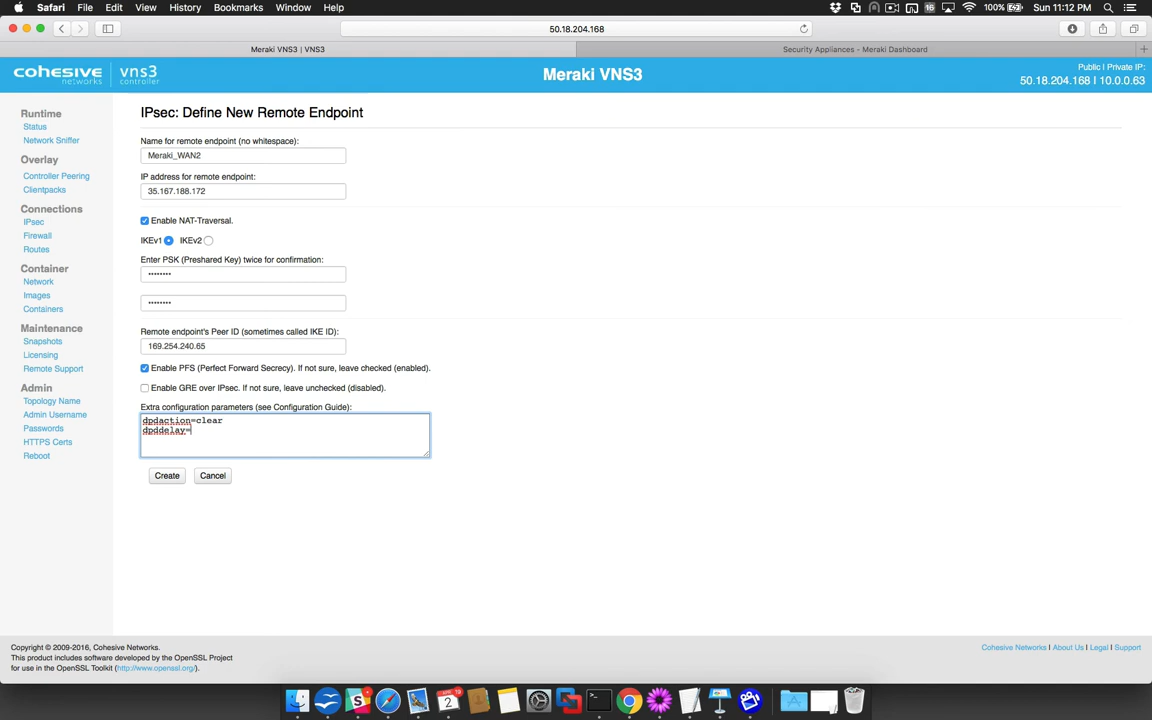 Safari File Edit View History Bookmarks Window Help
100% Sun 11:12 PM
50.18.204.168
Meraki VNS3 | VNS3
Security Appliances - Meraki Dashboard
cohesive networks vns3 controller
Meraki VNS3
Public | Private IP:
50.18.204.168 | 10.0.0.63
Runtime
Status
Network Sniffer
Overlay
Controller Peering
Clientpacks
Connections
IPsec
Firewall
Routes
Container
Network
Images
Containers
Maintenance
Snapshots
Licensing
Remote Support
Admin
Topology Name
Admin Username
Passwords
HTTPS Certs
Reboot
IPsec: Define New Remote Endpoint
Name for remote endpoint (no whitespace):
Meraki_WAN2
IP address for remote endpoint:
35.167.188.172
Enable NAT-Traversal.
IKEv1 IKEv2
Enter PSK (Preshared Key) twice for confirmation:
••••••••
••••••••
Remote endpoint's Peer ID (sometimes called IKE ID):
169.254.240.65
Enable PFS (Perfect Forward Secrecy). If not sure, leave checked (enabled).
Enable GRE over IPsec. If not sure, leave unchecked (disabled).
Extra configuration parameters (see Configuration Guide):
dpdaction=clear
dpddelay=
Create Cancel
Copyright © 2009-2016, Cohesive Networks.
This product includes software developed by the OpenSSL Project
for use in the OpenSSL Toolkit (http://www.openssl.org/).
Cohesive Networks | About Us | Legal | Support